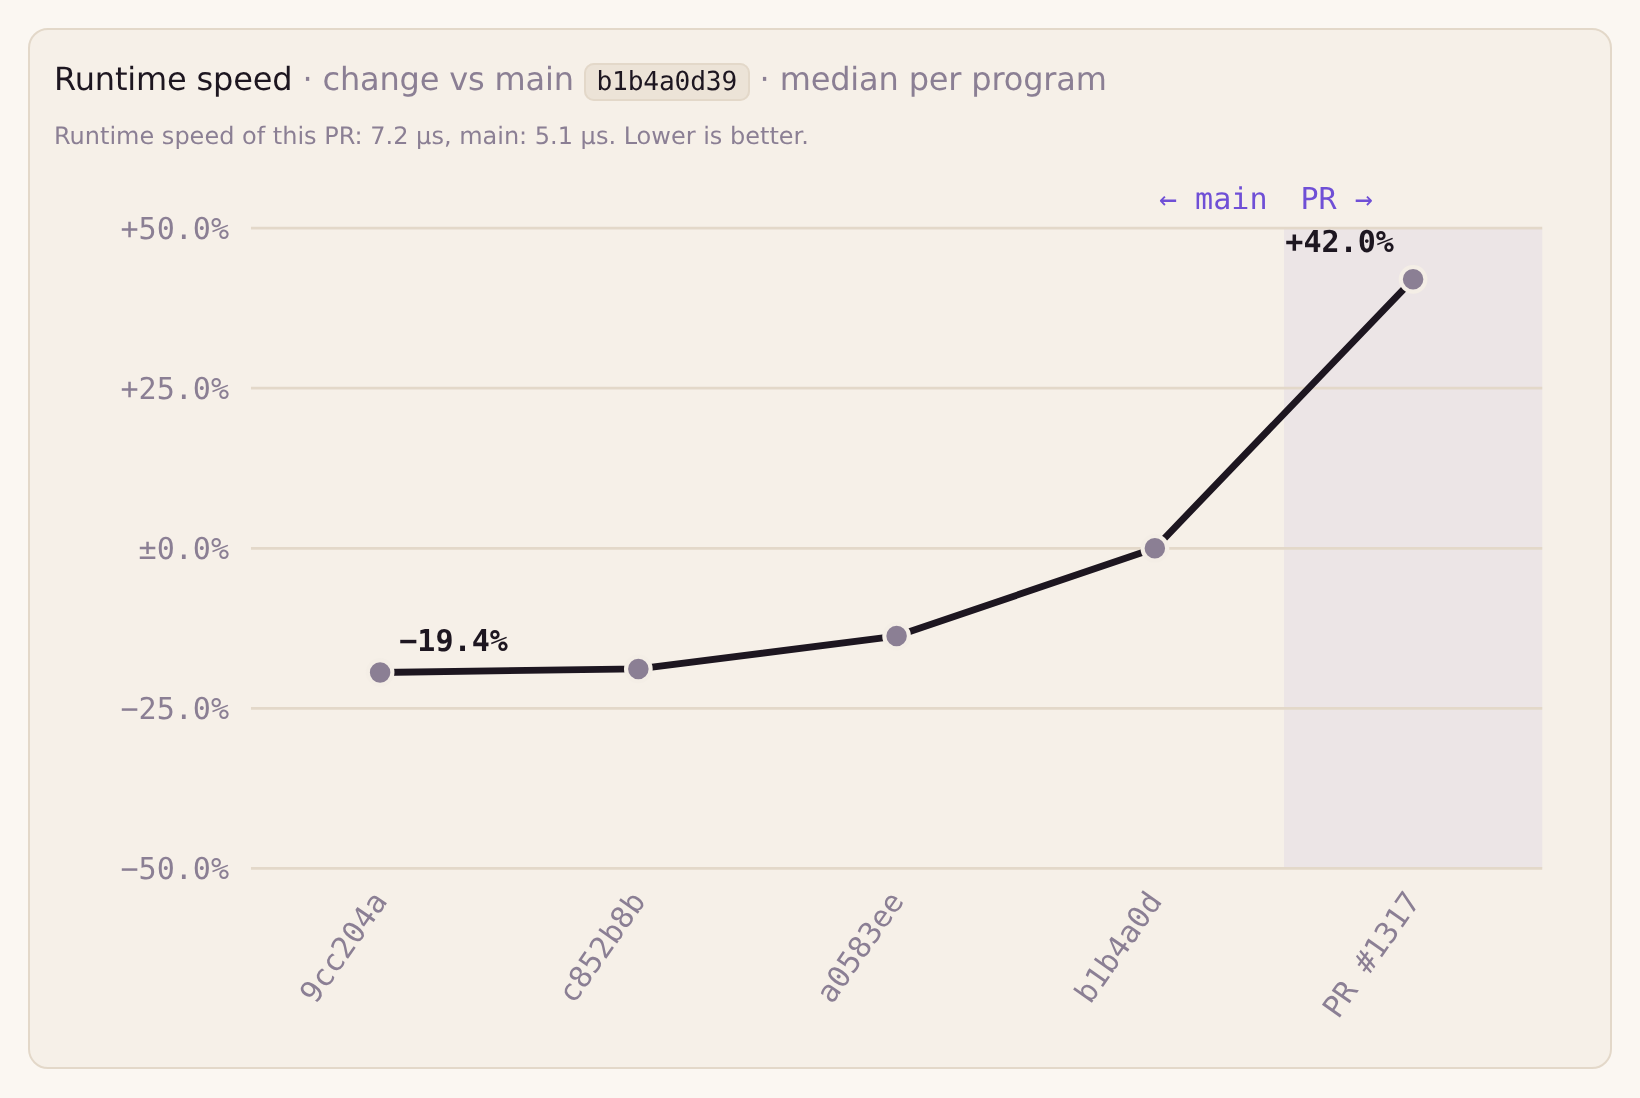 Runtime speed · change vs main b1b4a0d39 · median per program
Runtime speed of this PR: 7.2 µs, main: 5.1 µs. Lower is better.
← main PR →
+50.0%
+42.0%
+25.0%
±0.0%
−19.4%
−25.0%
−50.0%
9cc204a
c852b8b
a0583ee
b1b4a0d
PR #1317